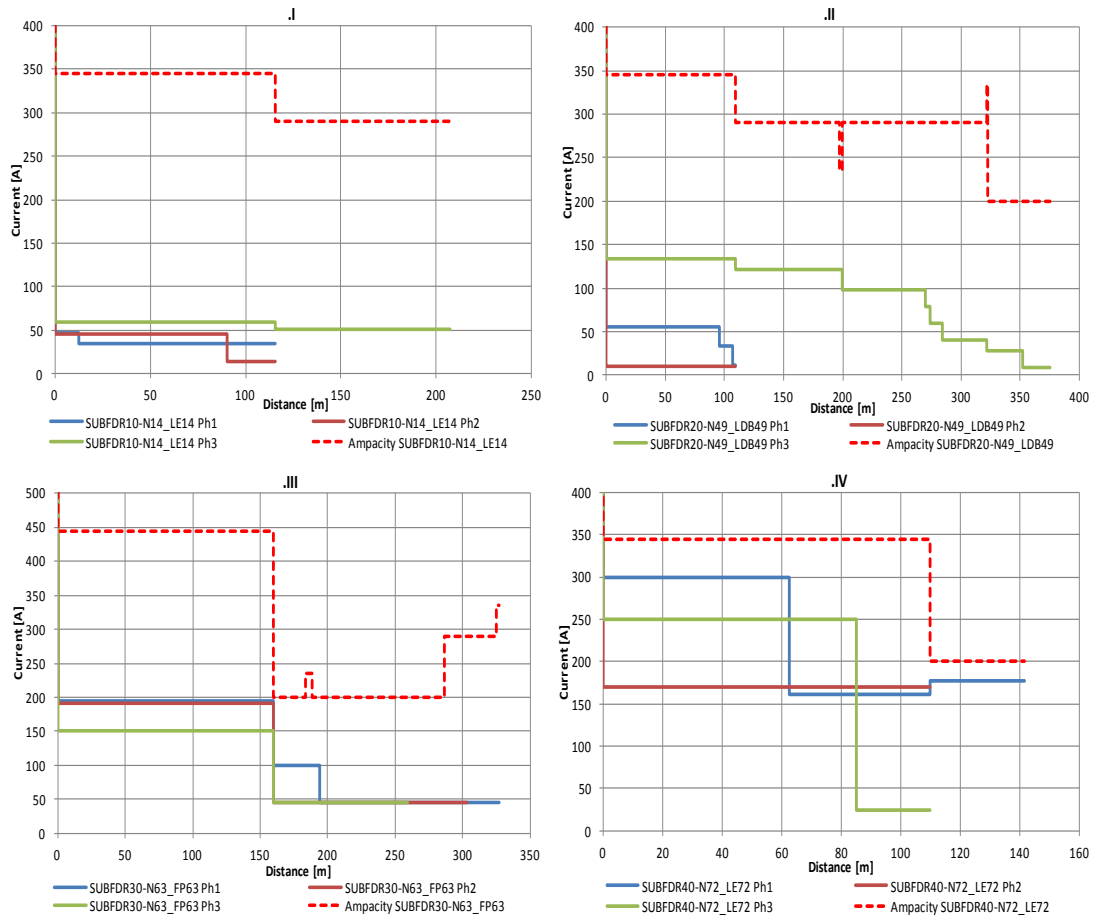 .I
400
350
300
250
200
150
100
50
0
Current [A]
0 50 100 150 200 250
Distance [m]
SUBFDR10-N14_LE14 Ph1 SUBFDR10-N14_LE14 Ph2
SUBFDR10-N14_LE14 Ph3 Ampacity SUBFDR10-N14_LE14
.II
400
350
300
250
200
150
100
50
0
Current [A]
0 50 100 150 200 250 300 350 400
Distance [m]
SUBFDR20-N49_LDB49 Ph1 SUBFDR20-N49_LDB49 Ph2
SUBFDR20-N49_LDB49 Ph3 Ampacity SUBFDR20-N49_LDB49
.III
500
450
400
350
300
250
200
150
100
50
0
Current [A]
0 50 100 150 200 250 300 350
Distance [m]
SUBFDR30-N63_FP63 Ph1 SUBFDR30-N63_FP63 Ph2
SUBFDR30-N63_FP63 Ph3 Ampacity SUBFDR30-N63_FP63
.IV
400
350
300
250
200
150
100
50
0
Current [A]
0 20 40 60 80 100 120 140 160
Distance [m]
SUBFDR40-N72_LE72 Ph1 SUBFDR40-N72_LE72 Ph2
SUBFDR40-N72_LE72 Ph3 Ampacity SUBFDR40-N72_LE72